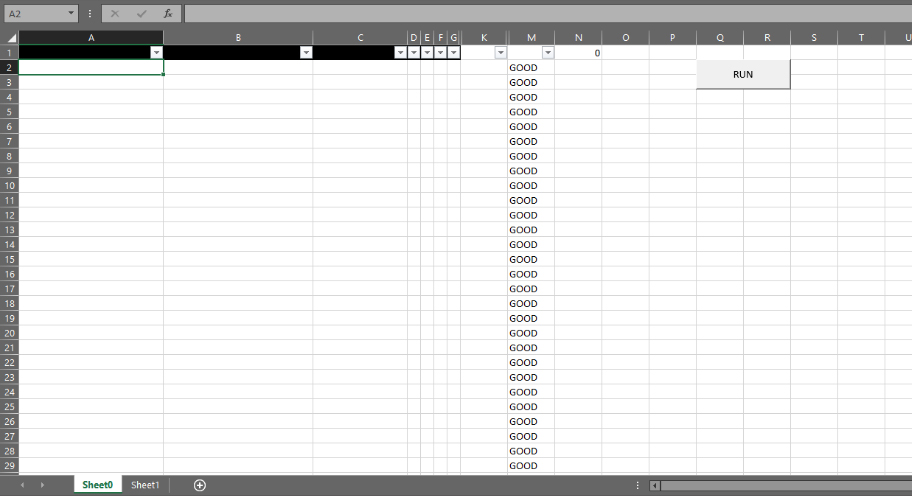 A2
fx
A B C D E F G K M N O P Q R S T U
1 0
2 GOOD
RUN
3 GOOD
4 GOOD
5 GOOD
6 GOOD
7 GOOD
8 GOOD
9 GOOD
10 GOOD
11 GOOD
12 GOOD
13 GOOD
14 GOOD
15 GOOD
16 GOOD
17 GOOD
18 GOOD
19 GOOD
20 GOOD
21 GOOD
22 GOOD
23 GOOD
24 GOOD
25 GOOD
26 GOOD
27 GOOD
28 GOOD
29 GOOD
Sheet0 Sheet1